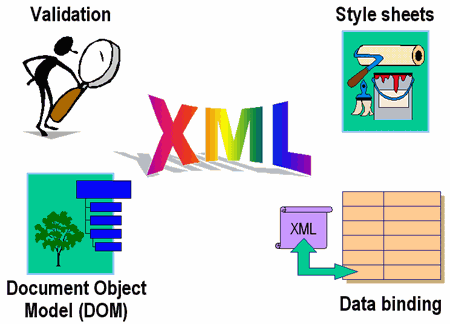 Validation
Style sheets
XML
XML
Document Object
Model (DOM)
Data binding